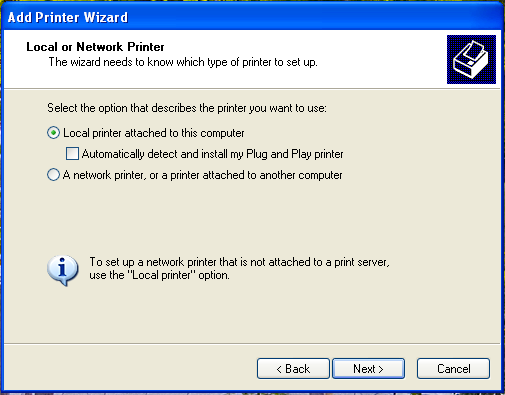 Add Printer Wizard
Local or Network Printer
The wizard needs to know which type of printer to set up.
Select the option that describes the printer you want to use:
Local printer attached to this computer
Automatically detect and install my Plug and Play printer
A network printer, or a printer attached to another computer
To set up a network printer that is not attached to a print server,
use the "Local printer" option.
< Back
Next >
Cancel